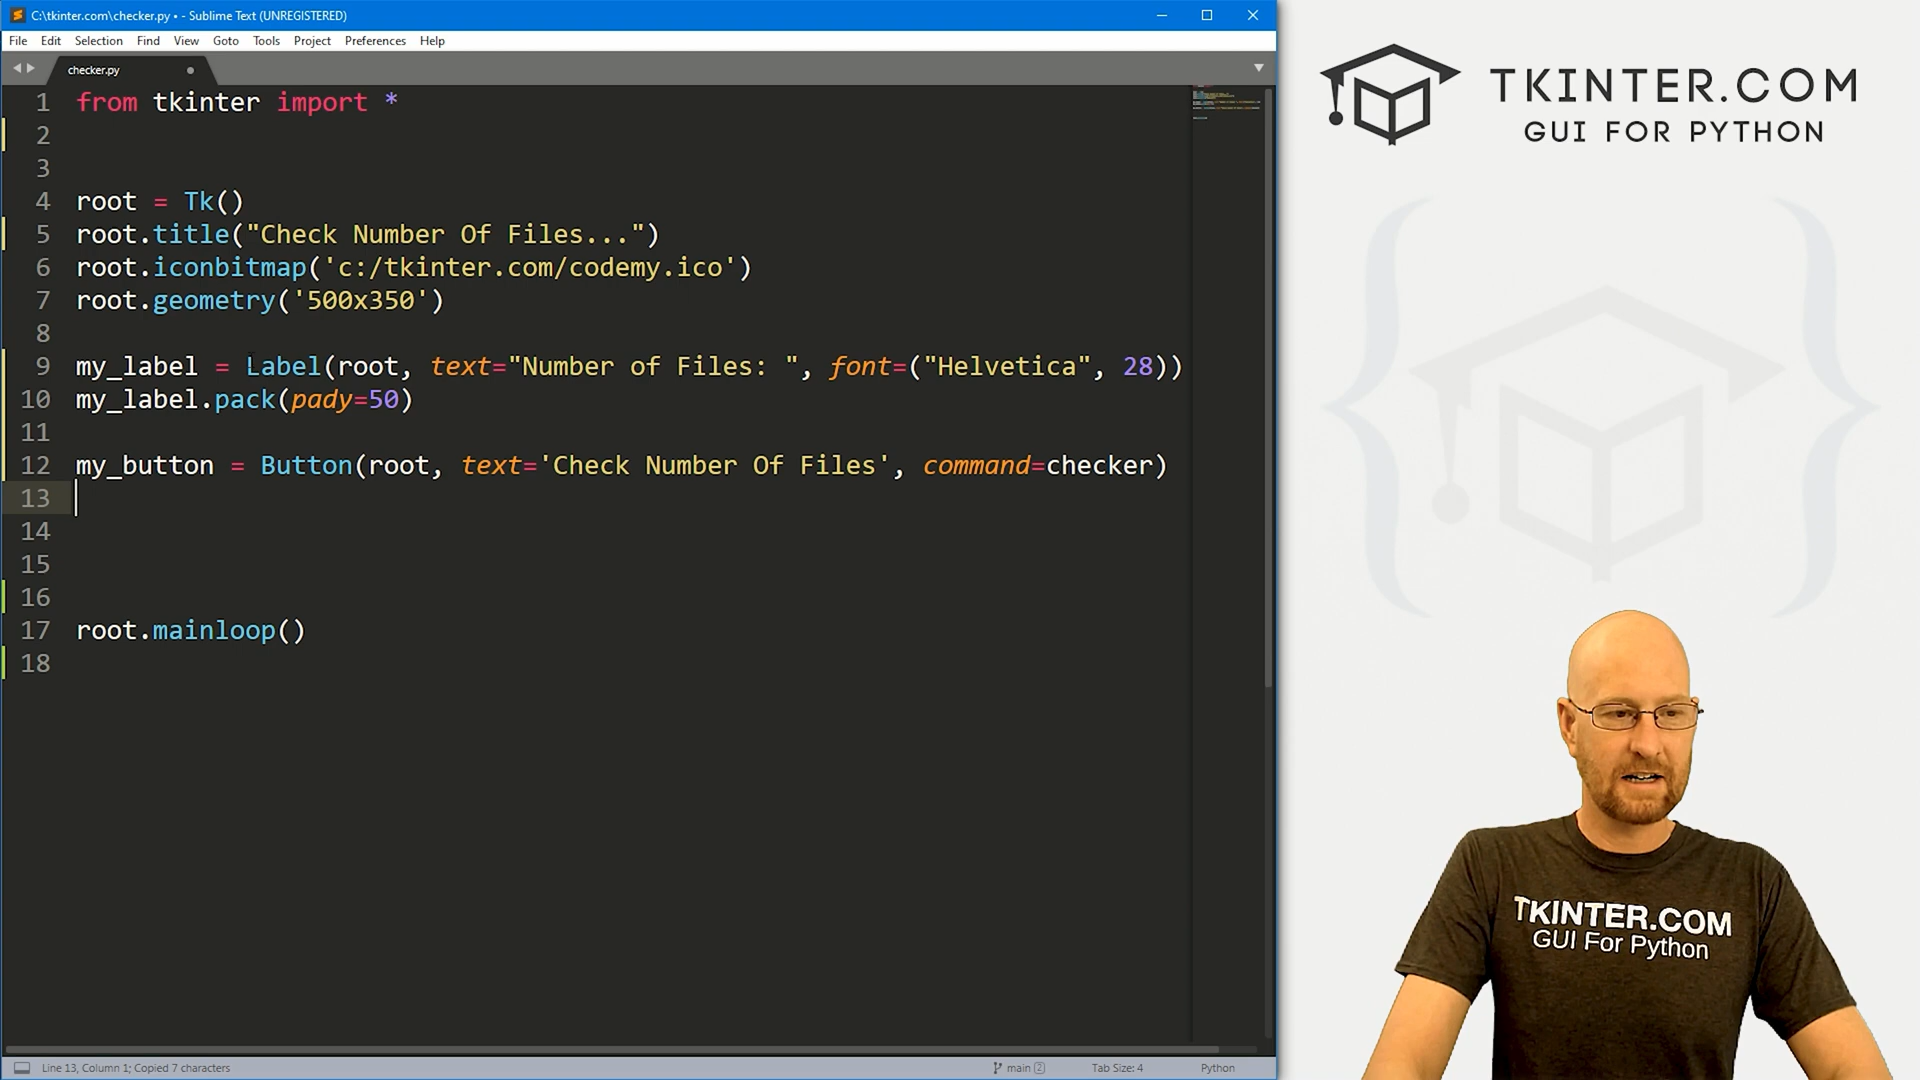 C:\tkinter.com\checker.py • - Sublime Text (UNREGISTERED)
File Edit Selection Find View Goto Tools Project Preferences Help
checker.py
1 from tkinter import *
2
3
4 root = Tk()
5 root.title("Check Number Of Files...")
6 root.iconbitmap('c:/tkinter.com/codemy.ico')
7 root.geometry('500x350')
8
9 my_label = Label(root, text="Number of Files: ", font=("Helvetica", 28))
10 my_label.pack(pady=50)
11
12 my_button = Button(root, text='Check Number Of Files', command=checker)
13
14
15
16
17 root.mainloop()
18
Line 13, Column 1; Copied 7 characters
main 2
Tab Size: 4
Python
TKINTER.COM
GUI FOR PYTHON
TKINTER.COM
GUI For Python